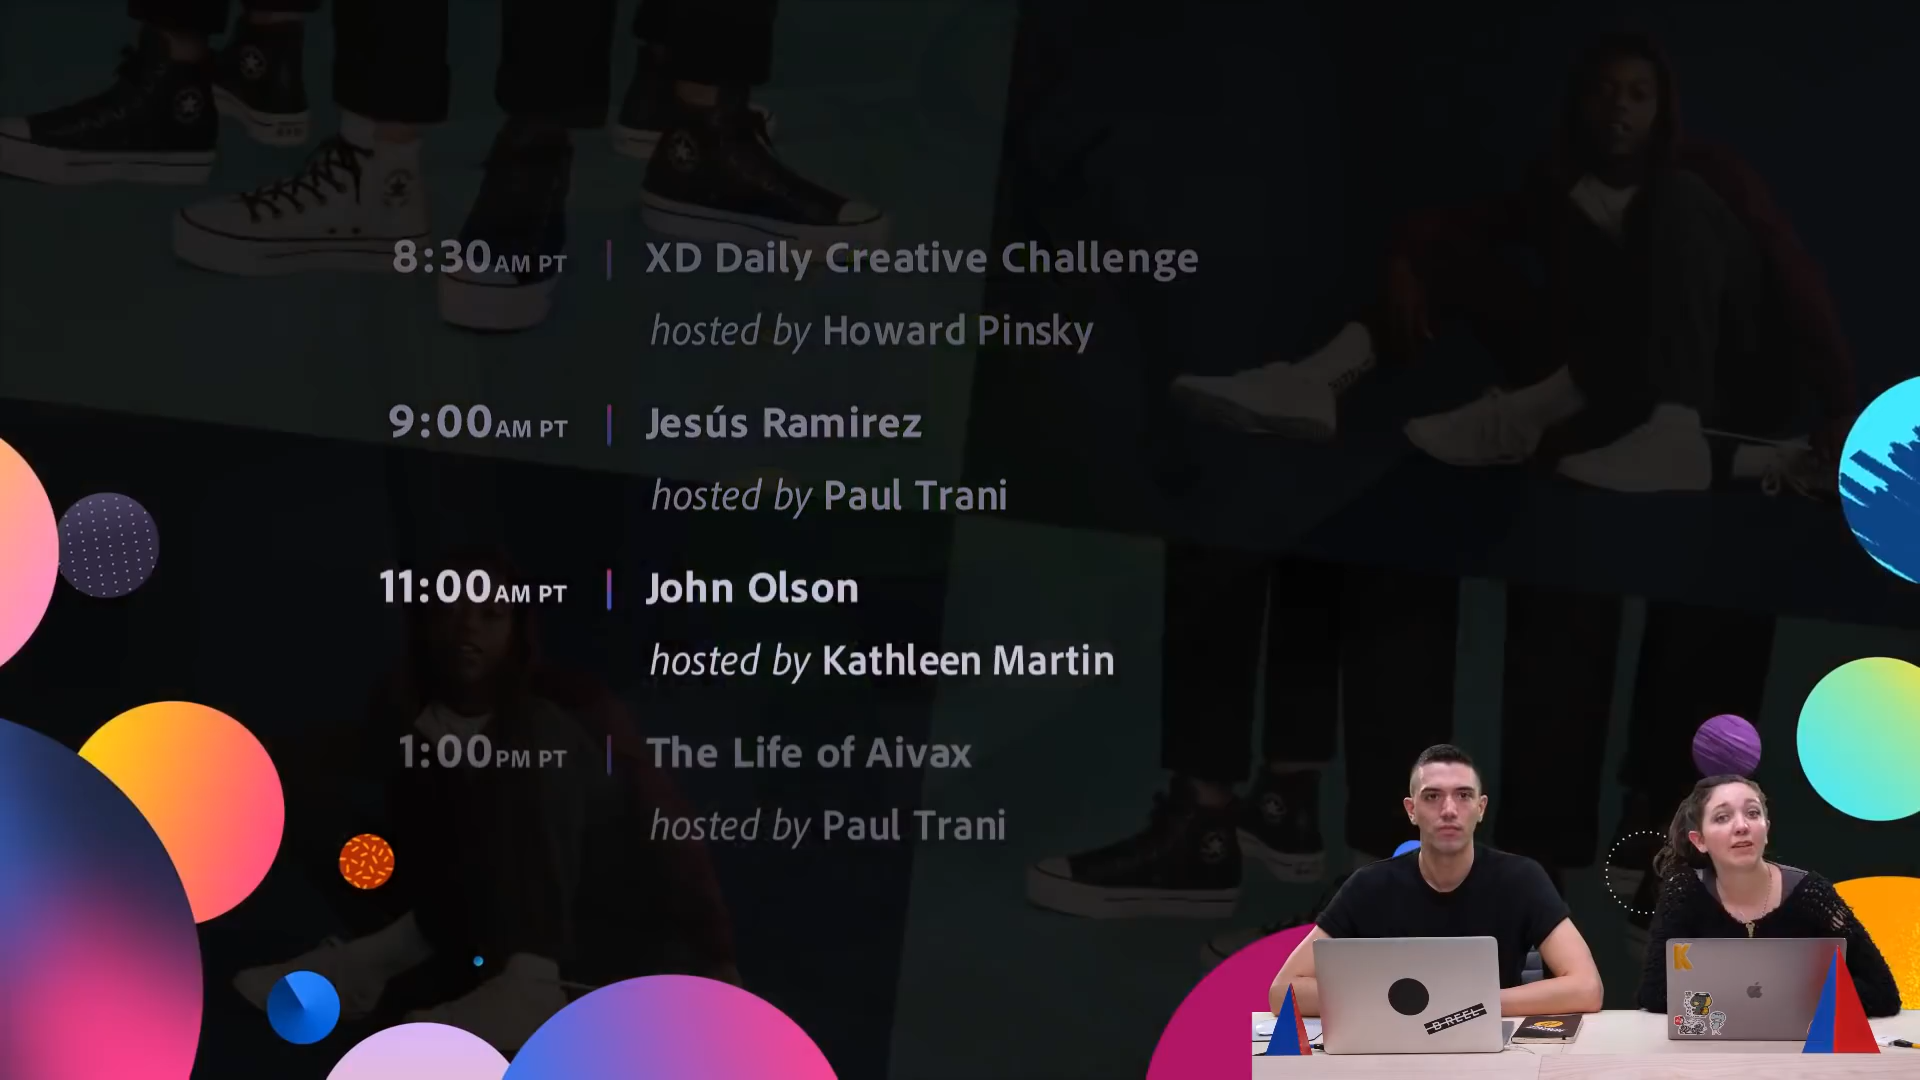 8:30AM PT | XD Daily Creative Challenge
hosted by Howard Pinsky
9:00AM PT | Jesús Ramirez
hosted by Paul Trani
11:00AM PT | John Olson
hosted by Kathleen Martin
1:00PM PT | The Life of Aivax
hosted by Paul Trani
B-REEL
K